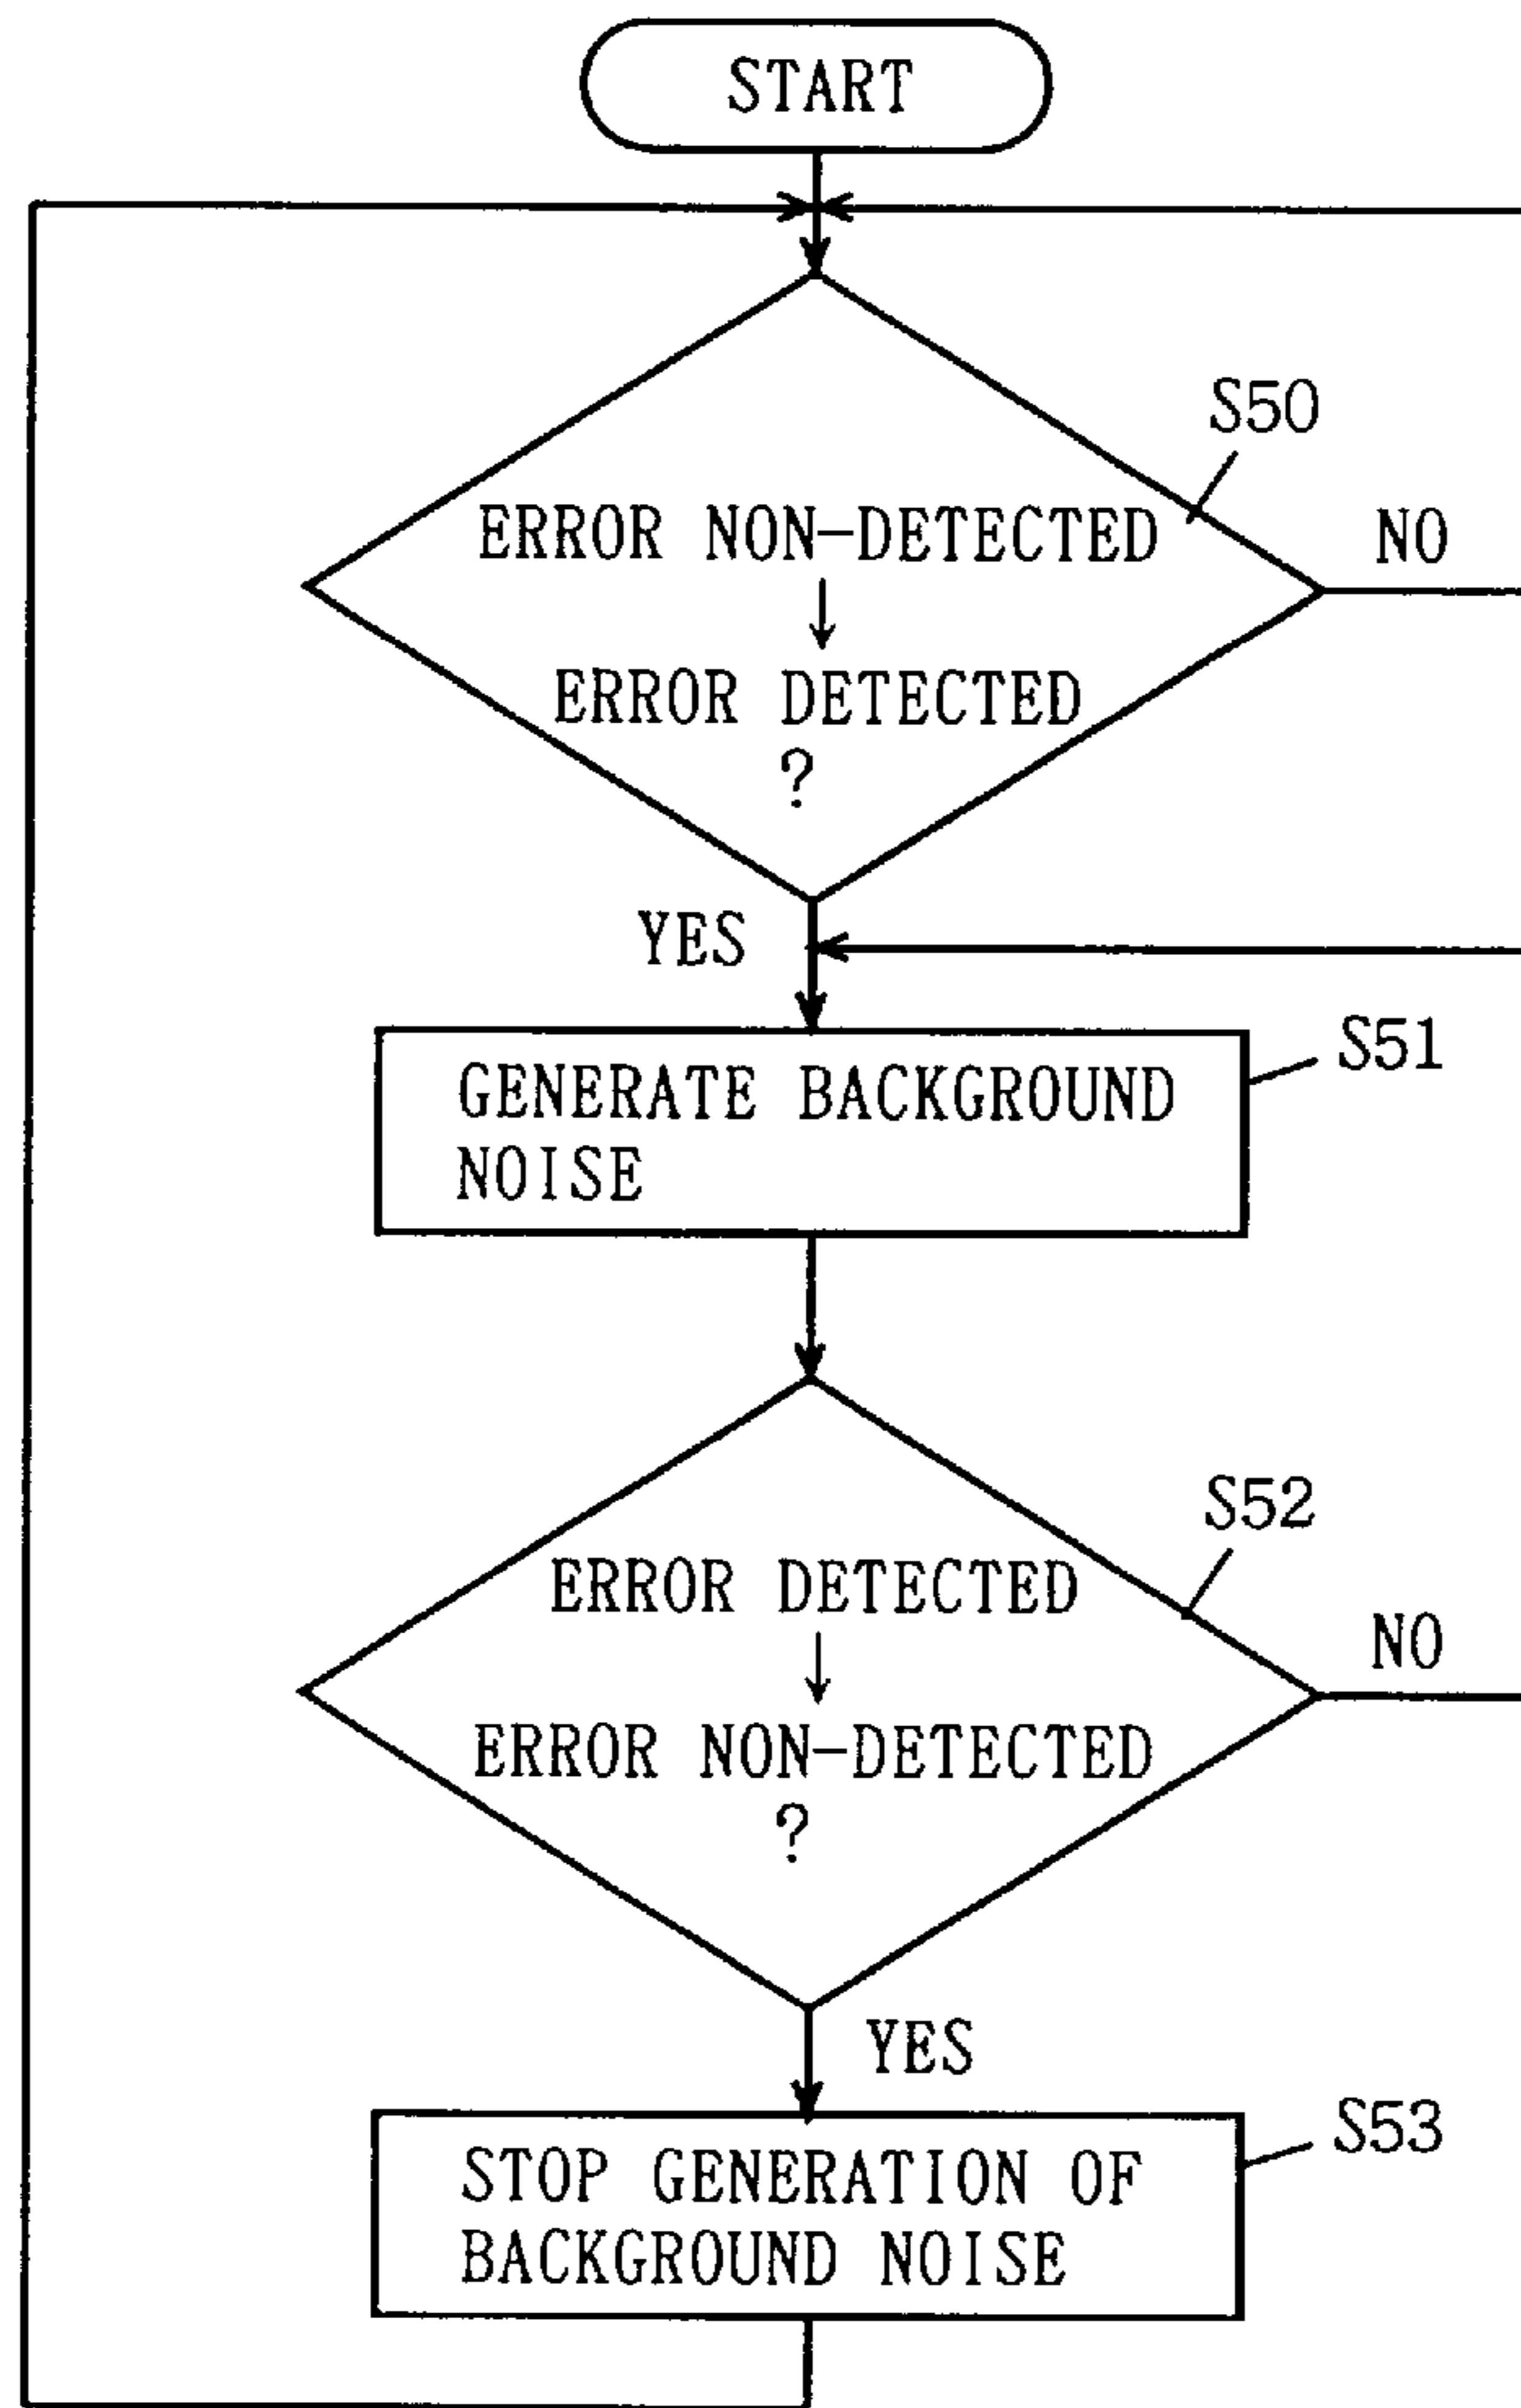 START
S50
ERROR NON-DETECTED
NO
↓
ERROR DETECTED
?
YES
S51
GENERATE BACKGROUND
NOISE
S52
ERROR DETECTED
NO
↓
ERROR NON-DETECTED
?
YES
S53
STOP GENERATION OF
BACKGROUND NOISE